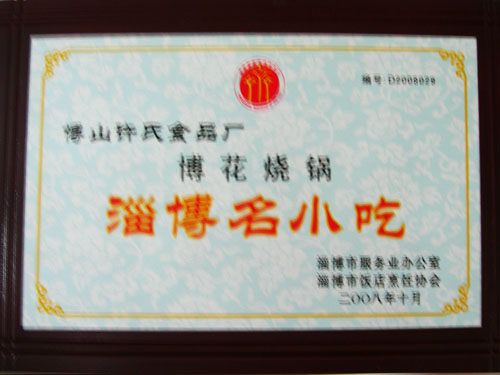 编号:D2008028
博山许氏食品厂
博花烧锅
淄博名小吃
淄博市服务业办公室
淄博市饭店烹饪协会
二〇〇八年十月